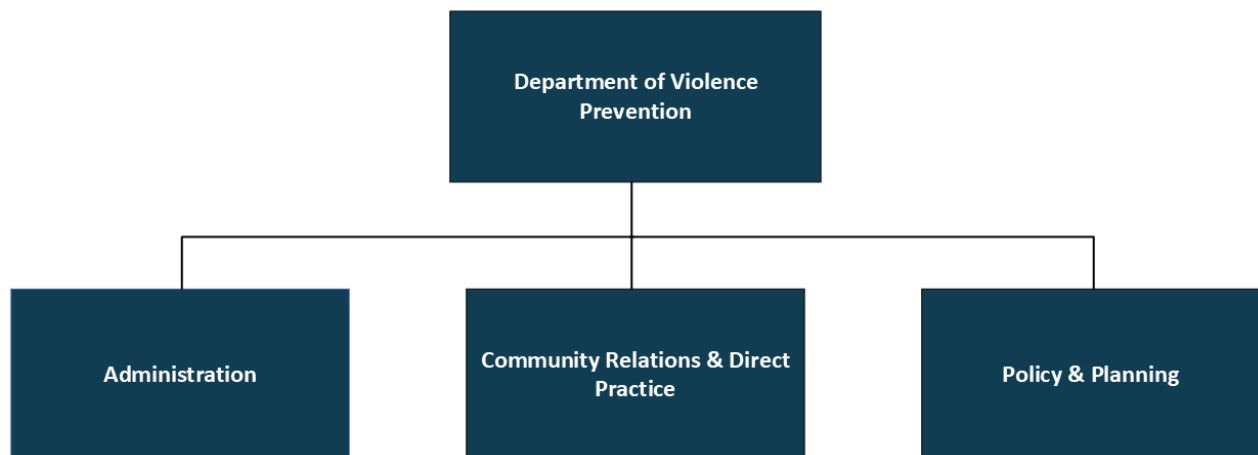 Department of Violence
Prevention
Administration
Community Relations & Direct
Practice
Policy & Planning